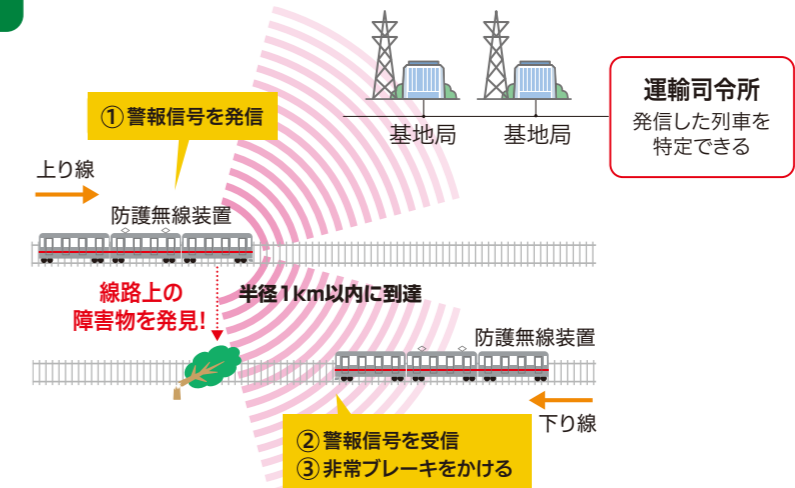 ①警報信号を発信
基地局
基地局
運輸司令所
発信した列車を
特定できる
上り線
防護無線装置
線路上の
障害物を発見!
半径1km以内に到達
防護無線装置
下り線
②警報信号を受信
③非常ブレーキをかける